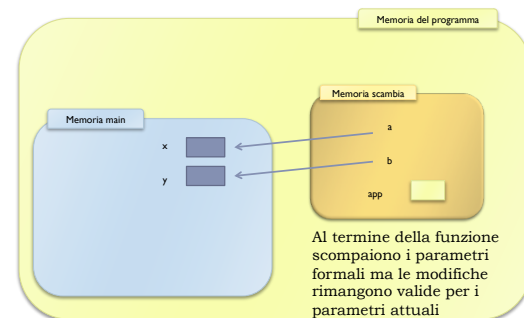 Memoria del programma
Memoria scambia
Memoria main
a
x
b
y
app
Al termine della funzione
scompaiono i parametri
formali ma le modifiche
rimangono valide per i
parametri attuali